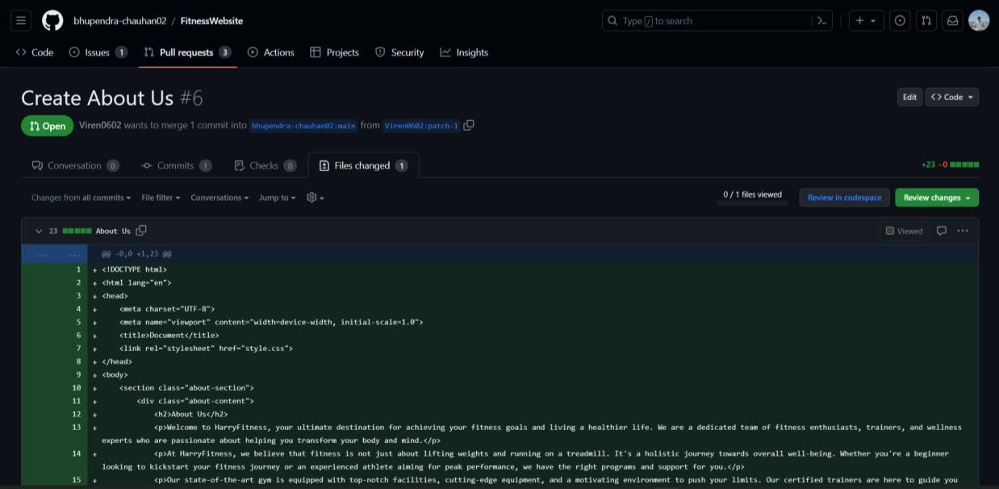 bhupendra-chauhan02 / FitnessWebsite
Type / to search
Code Issues 1 Pull requests 3 Actions Projects Security Insights
Create About Us #6
Edit <> Code
Open Viren0602 wants to merge 1 commit into bhupendra-chauhan02:main from Viren0602:patch-1
Conversation 0 Commits 1 Checks 0 Files changed 1
+23 −0
Changes from all commits File filter Conversations Jump to
0 / 1 files viewed Review in codespace Review changes
23 About Us Viewed
... ... @@ -0,0 +1,23 @@
1 + <!DOCTYPE html>
2 + <html lang="en">
3 + <head>
4 + <meta charset="UTF-8">
5 + <meta name="viewport" content="width=device-width, initial-scale=1.0">
6 + <title>Document</title>
7 + <link rel="stylesheet" href="style.css">
8 + </head>
9 + <body>
10 + <section class="about-section">
11 + <div class="about-content">
12 + <h2>About Us</h2>
13 + <p>Welcome to HarryFitness, your ultimate destination for achieving your fitness goals and living a healthier life. We are a dedicated team of fitness enthusiasts, trainers, and wellness
experts who are passionate about helping you transform your body and mind.</p>
14 + <p>At HarryFitness, we believe that fitness is not just about lifting weights and running on a treadmill. It's a holistic journey towards overall well-being. Whether you're a beginner
looking to kickstart your fitness journey or an experienced athlete aiming for peak performance, we have the right programs and support for you.</p>
15 + <p>Our state-of-the-art gym is equipped with top-notch facilities, cutting-edge equipment, and a motivating environment to push your limits. Our certified trainers are here to guide you